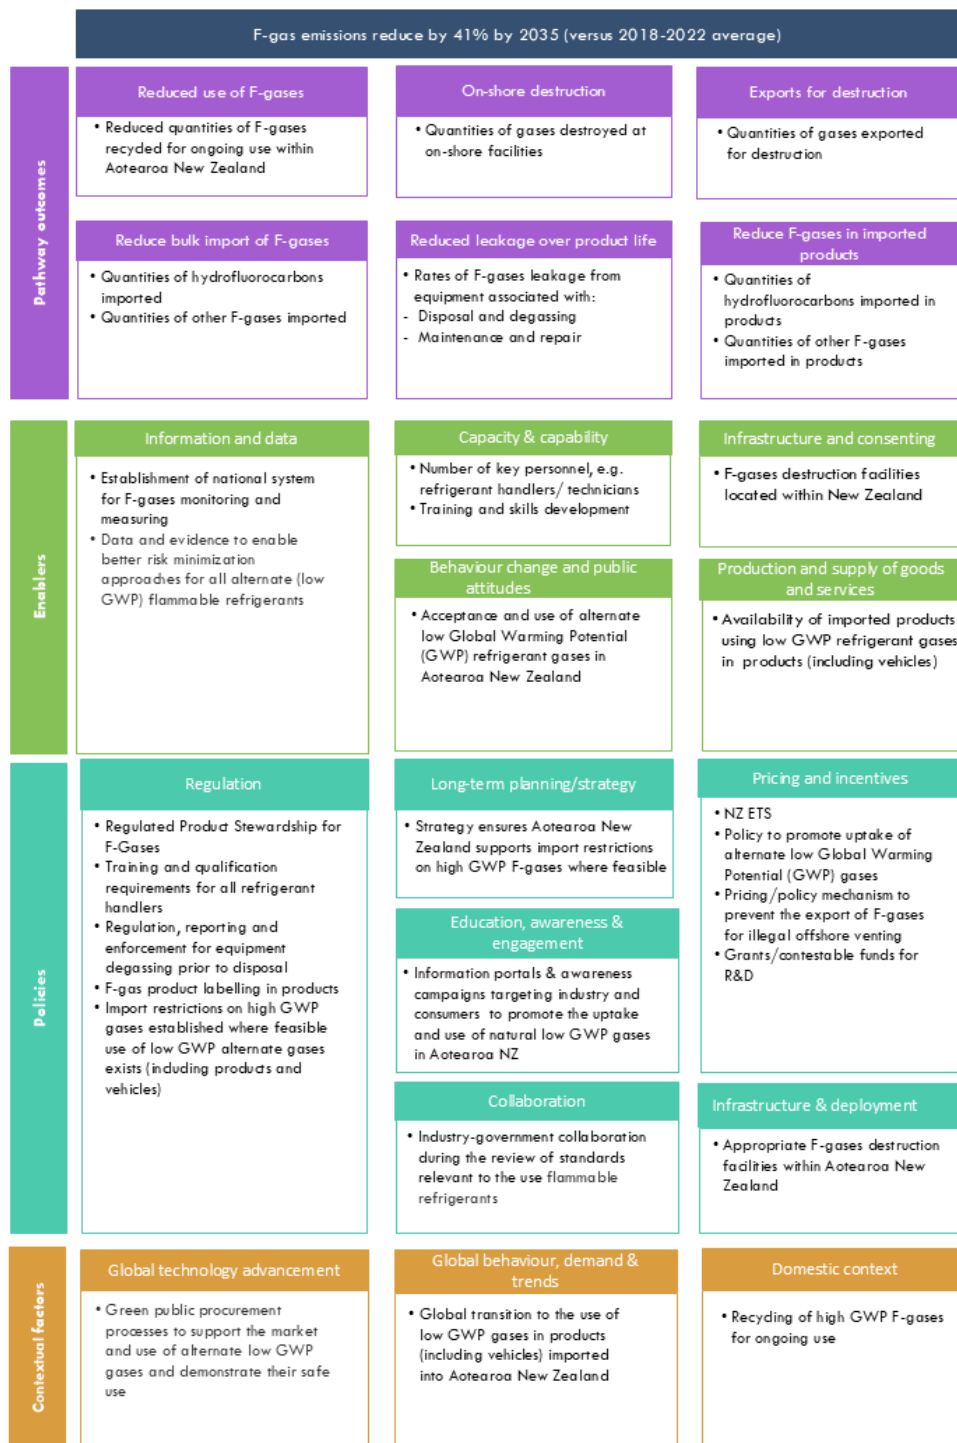 F-gas emissions reduce by 41% by 2035 (versus 2018-2022 average)
Pathway outcomes
Reduced use of F-gases
• Reduced quantities of F-gases
recycled for ongoing use within
Aotearoa New Zealand
On-shore destruction
• Quantities of gases destroyed at
on-shore facilities
Exports for destruction
• Quantities of gases exported
for destruction
Reduce bulk import of F-gases
• Quantities of hydrofluorocarbons
imported
• Quantities of other F-gases imported
Reduced leakage over product life
• Rates of F-gases leakage from
equipment associated with:
- Disposal and degassing
- Maintenance and repair
Reduce F-gases in imported
products
• Quantities of
hydrofluorocarbons imported in
products
• Quantities of other F-gases
imported in products
Enablers
Information and data
• Establishment of national system
for F-gases monitoring and
measuring
• Data and evidence to enable
better risk minimization
approaches for all alternate (low
GWP) flammable refrigerants
Capacity & capability
• Number of key personnel, e.g.
refrigerant handlers/ technicians
• Training and skills development
Infrastructure and consenting
• F-gases destruction facilities
located within New Zealand
Behaviour change and public
attitudes
• Acceptance and use of alternate
low Global Warming Potential
(GWP) refrigerant gases in
Aotearoa New Zealand
Production and supply of goods
and services
• Availability of imported products
using low GWP refrigerant gases
in products (including vehicles)
Policies
Regulation
• Regulated Product Stewardship for
F-Gases
• Training and qualification
requirements for all refrigerant
handlers
• Regulation, reporting and
enforcement for equipment
degassing prior to disposal
• F-gas product labelling in products
• Import restrictions on high GWP
gases established where feasible
use of low GWP alternate gases
exists (including products and
vehicles)
Long-term planning/strategy
• Strategy ensures Aotearoa New
Zealand supports import restrictions
on high GWP F-gases where feasible
Pricing and incentives
• NZ ETS
• Policy to promote uptake of
alternate low Global Warming
Potential (GWP) gases
• Pricing/policy mechanism to
prevent the export of F-gases
for illegal offshore venting
• Grants/contestable funds for
R&D
Education, awareness &
engagement
• Information portals & awareness
campaigns targeting industry and
consumers to promote the uptake
and use of natural low GWP gases
in Aotearoa NZ
Collaboration
• Industry-government collaboration
during the review of standards
relevant to the use flammable
refrigerants
Infrastructure & deployment
• Appropriate F-gases destruction
facilities within Aotearoa New
Zealand
Contextual factors
Global technology advancement
• Green public procurement
processes to support the market
and use of alternate low GWP
gases and demonstrate their safe
use
Global behaviour, demand &
trends
• Global transition to the use of
low GWP gases in products
(including vehicles) imported
into Aotearoa New Zealand
Domestic context
• Recycling of high GWP F-gases
for ongoing use